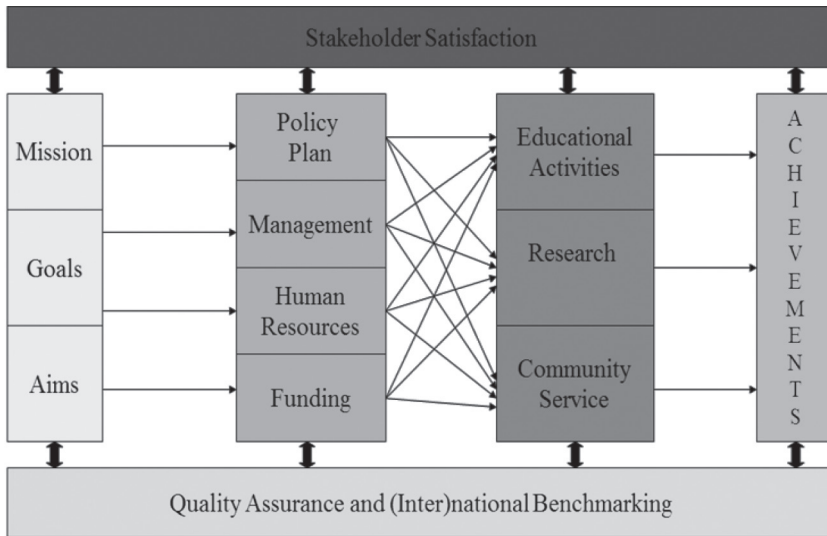 Stakeholder Satisfaction
Mission
Goals
Aims
Policy
Plan
Management
Human
Resources
Funding
Educational
Activities
Research
Community
Service
A
C
H
I
E
V
E
M
E
N
T
S
Quality Assurance and (Inter)national Benchmarking